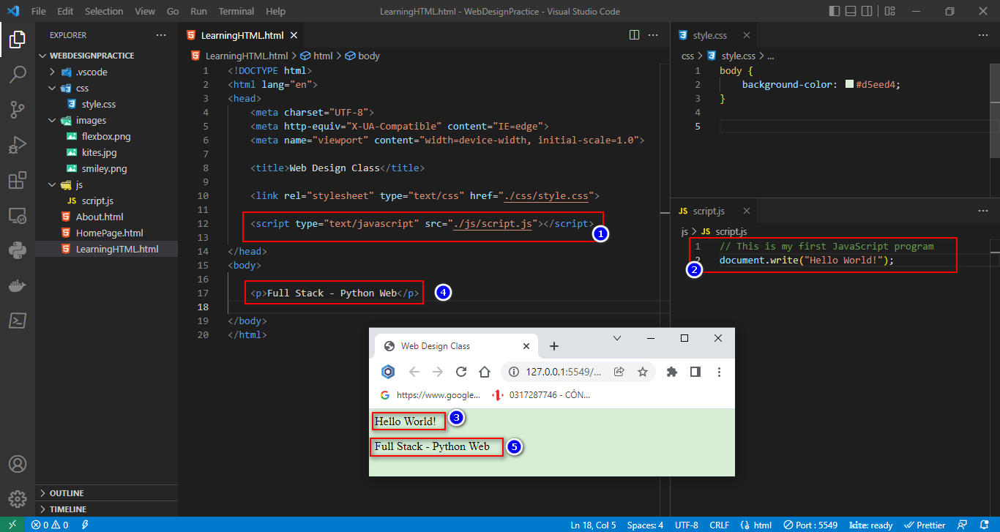 File Edit Selection View Go Run Terminal Help
LearningHTML.html - WebDesignPractice - Visual Studio Code
EXPLORER
WEBDESIGNPRACTICE
.vscode
css
style.css
images
flexbox.png
kites.jpg
smiley.png
js
JS script.js
About.html
HomePage.html
LearningHTML.html
OUTLINE
TIMELINE
LearningHTML.html
LearningHTML.html > html > body
1 <!DOCTYPE html>
2 <html lang="en">
3 <head>
4 <meta charset="UTF-8">
5 <meta http-equiv="X-UA-Compatible" content="IE=edge">
6 <meta name="viewport" content="width=device-width, initial-scale=1.0">
7
8 <title>Web Design Class</title>
9
10 <link rel="stylesheet" type="text/css" href="./css/style.css">
11
12 <script type="text/javascript" src="./js/script.js"></script>
1
13
14 </head>
15 <body>
16
17 <p>Full Stack - Python Web</p>
4
18
19 </body>
20 </html>
style.css
css > style.css > ...
1 body {
2 background-color: #d5eed4;
3 }
4
5
JS script.js
js > JS script.js
1 // This is my first JavaScript program
2 document.write("Hello World!");
2
Web Design Class
127.0.0.1:5549/...
https://www.google...
0317287746 - CÔN...
Hello World!
3
Full Stack - Python Web
5
0 0
Ln 18, Col 5 Spaces: 4 UTF-8 CRLF html Port : 5549 kite: ready Prettier